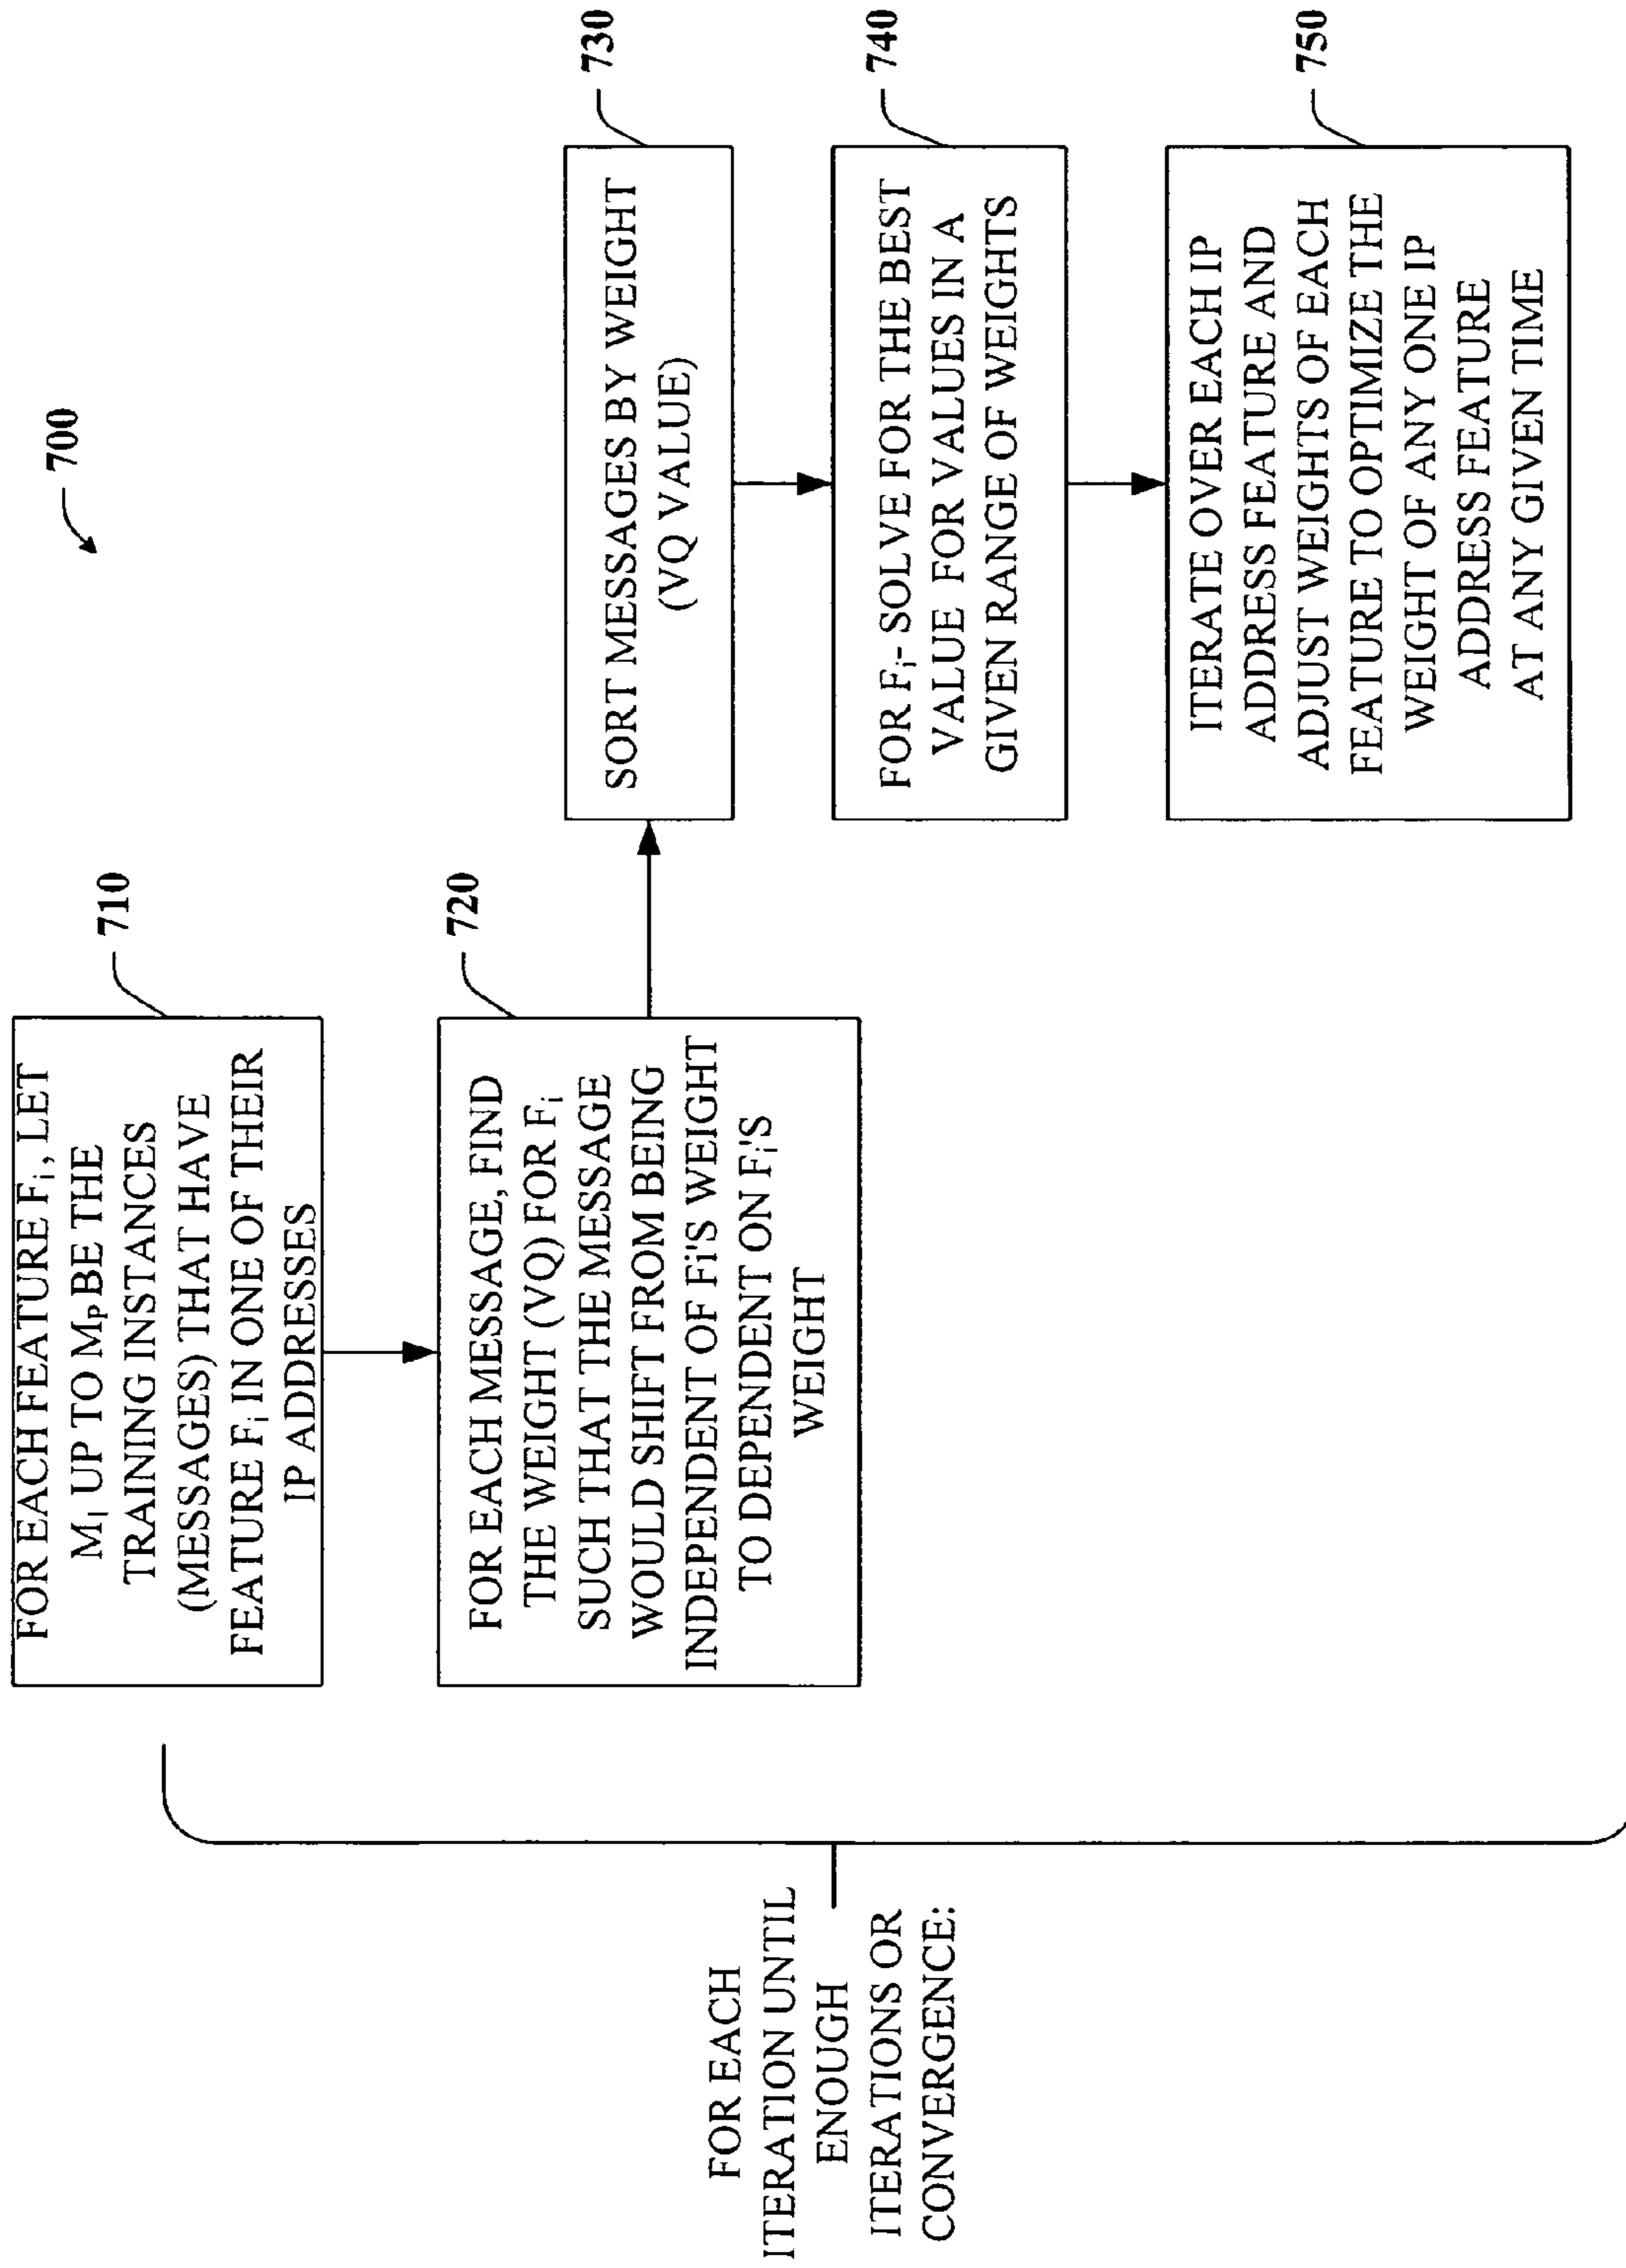 700
FOR EACH
ITERATION UNTIL
ENOUGH
ITERATIONS OR
CONVERGENCE:
FOR EACH FEATURE Fi, LET
M1 UP TO MP BE THE
TRAINING INSTANCES
(MESSAGES) THAT HAVE
FEATURE Fi IN ONE OF THEIR
IP ADDRESSES
710
FOR EACH MESSAGE, FIND
THE WEIGHT (VQ) FOR Fi
SUCH THAT THE MESSAGE
WOULD SHIFT FROM BEING
INDEPENDENT OF Fi'S WEIGHT
TO DEPENDENT ON Fi'S
WEIGHT
720
SORT MESSAGES BY WEIGHT
(VQ VALUE)
730
FOR Fi- SOLVE FOR THE BEST
VALUE FOR VALUES IN A
GIVEN RANGE OF WEIGHTS
740
ITERATE OVER EACH IP
ADDRESS FEATURE AND
ADJUST WEIGHTS OF EACH
FEATURE TO OPTIMIZE THE
WEIGHT OF ANY ONE IP
ADDRESS FEATURE
AT ANY GIVEN TIME
750